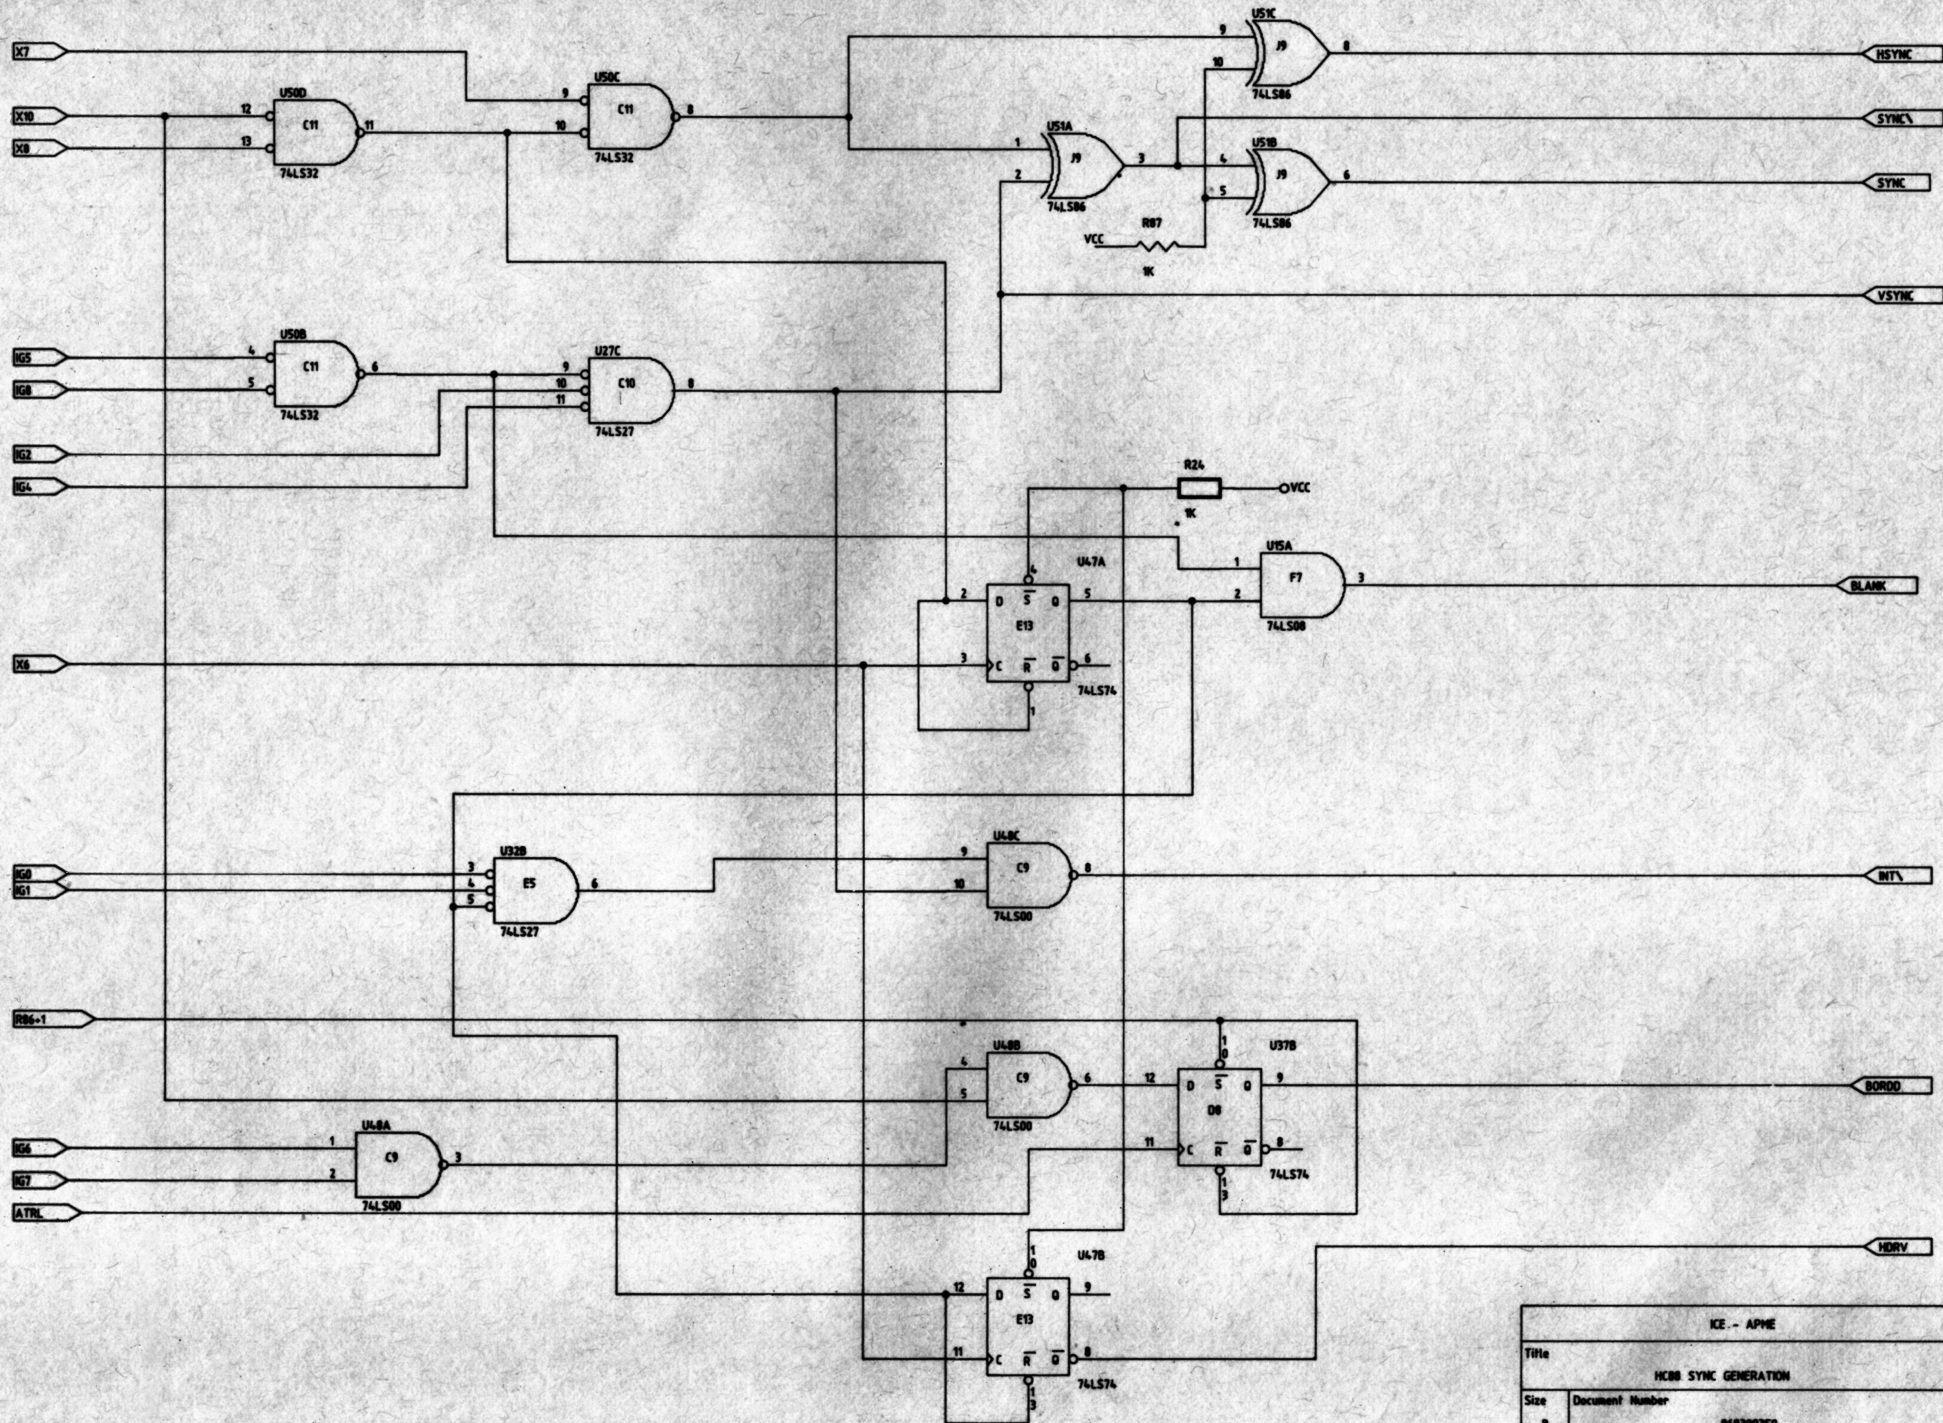 X7
X10
X8
12
13
U50D
C11
11
74LS32
9
10
U50C
C11
8
74LS32
9
10
U51C
J9
8
74LS86
HSYNC
SYNC\
1
2
U51A
J9
3
74LS86
4
5
U51B
J9
6
74LS86
SYNC
VCC
R87
1K
VSYNC
IG5
IG8
4
5
U50B
C11
6
74LS32
9
10
11
U27C
C10
8
74LS27
IG2
IG4
R24
1K
VCC
U47A
4
2
D
S
Q
5
E13
3
C
R
Q
6
1
74LS74
U15A
1
2
F7
3
74LS08
BLANK
X6
IG0
IG1
3
4
5
U32B
E5
6
74LS27
U48C
9
10
C9
8
74LS00
INT\
R86+1
U48B
4
5
C9
6
74LS00
U37B
10
12
D
S
Q
9
D8
11
C
R
Q
8
13
74LS74
BORDD
IG6
IG7
ATRL
1
2
U48A
C9
3
74LS00
U47B
10
12
D
S
Q
9
E13
11
C
R
Q
8
13
74LS74
HDRV
ICE - APME
Title
HC88 SYNC GENERATION
Size
Document Number